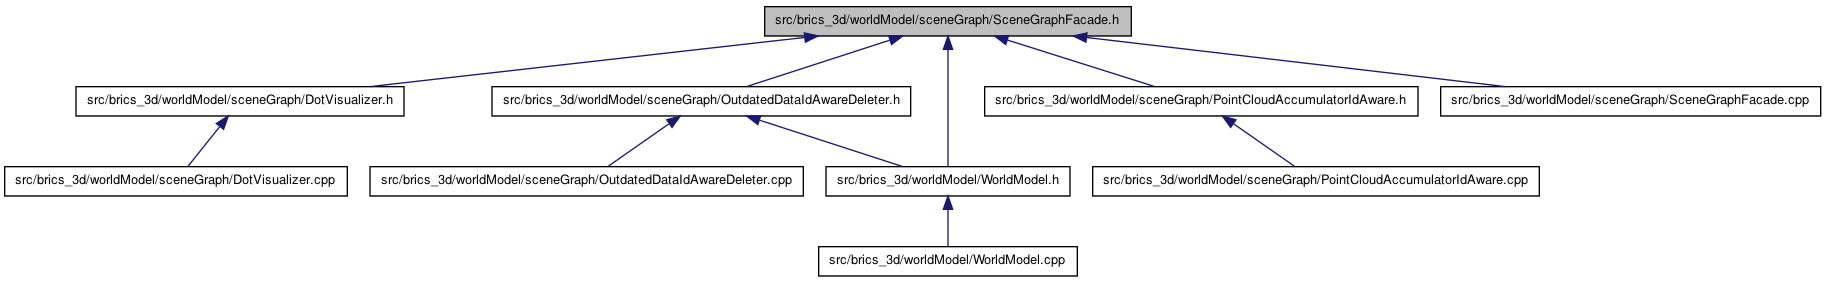 src/brics_3d/worldModel/sceneGraph/SceneGraphFacade.h
src/brics_3d/worldModel/sceneGraph/DotVisualizer.h
src/brics_3d/worldModel/sceneGraph/OutdatedDataIdAwareDeleter.h
src/brics_3d/worldModel/sceneGraph/PointCloudAccumulatorIdAware.h
src/brics_3d/worldModel/sceneGraph/SceneGraphFacade.cpp
src/brics_3d/worldModel/sceneGraph/DotVisualizer.cpp
src/brics_3d/worldModel/sceneGraph/OutdatedDataIdAwareDeleter.cpp
src/brics_3d/worldModel/WorldModel.h
src/brics_3d/worldModel/sceneGraph/PointCloudAccumulatorIdAware.cpp
src/brics_3d/worldModel/WorldModel.cpp